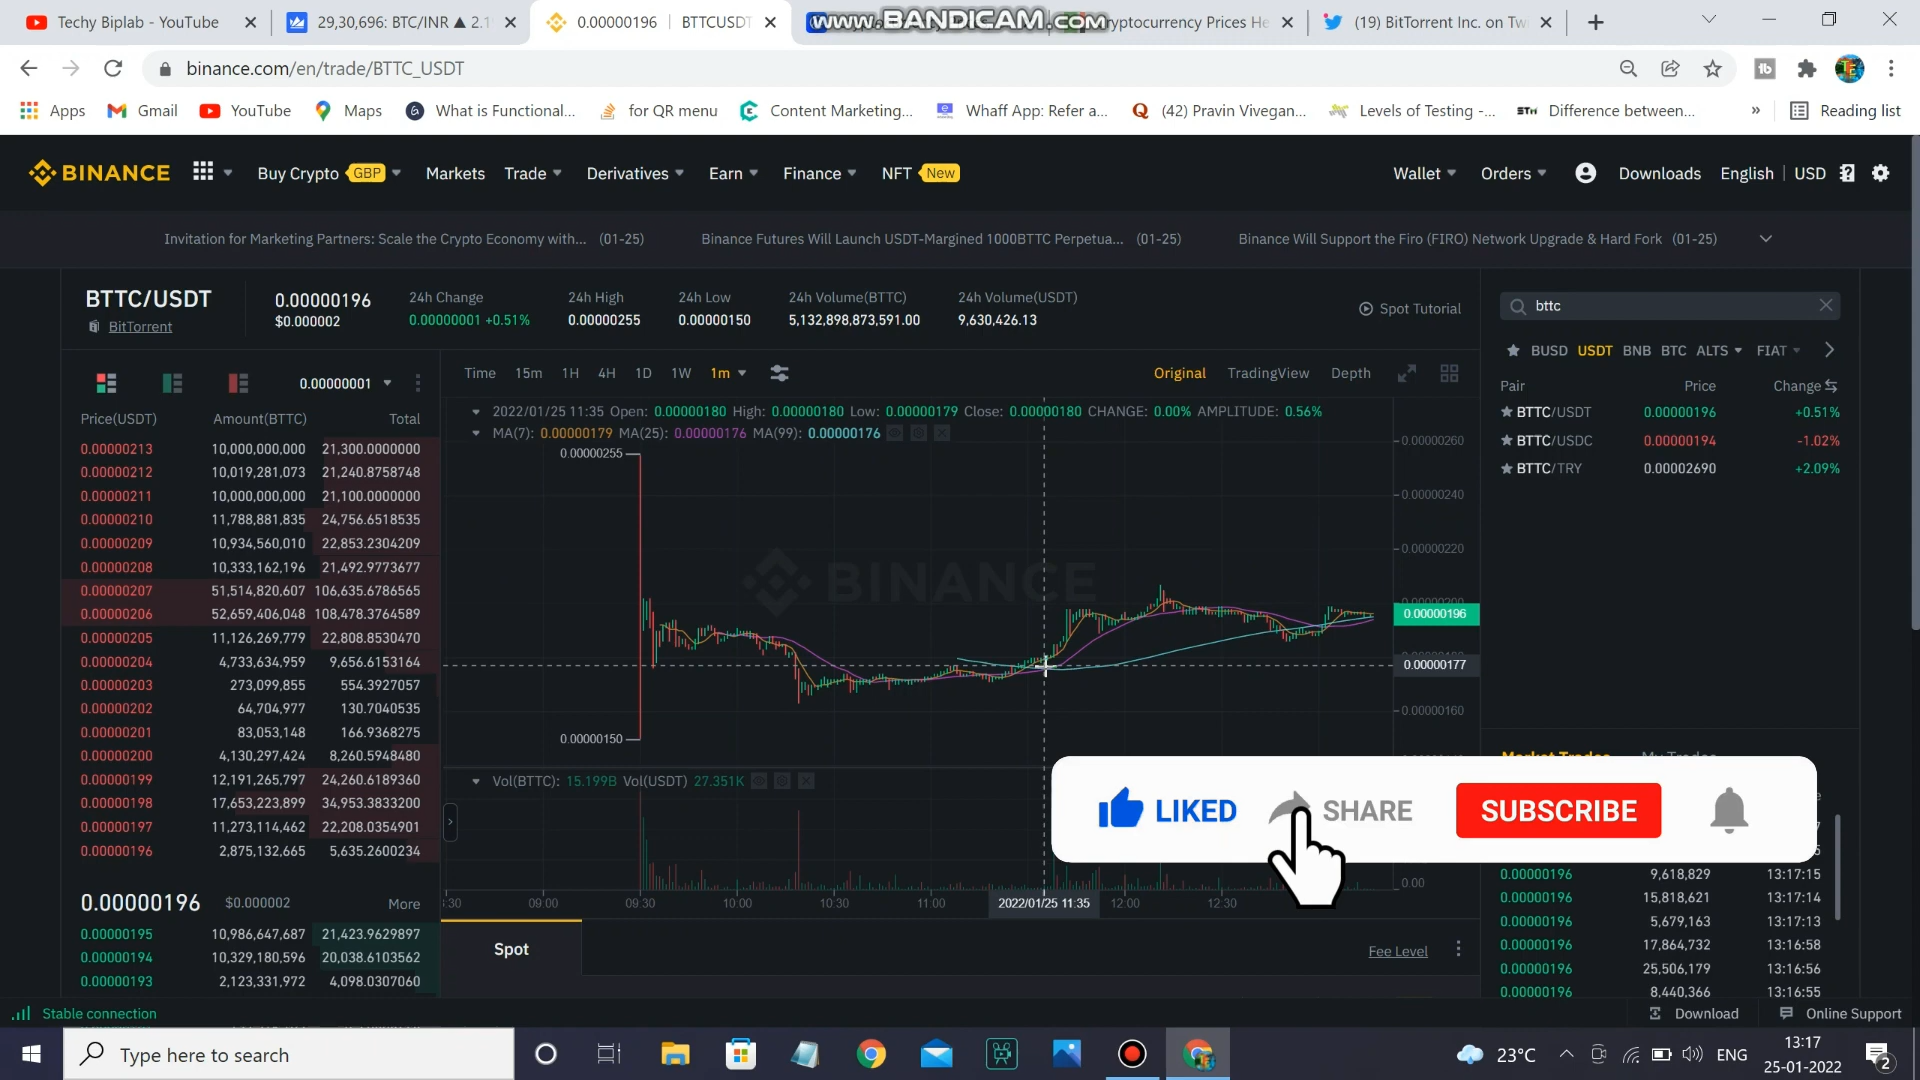 Techy Biplab - YouTube
29,30,696: BTC/INR ▲ 2.1
0.00000196 | BTTCUSDT
www.BANDICAM.com
ryptocurrency Prices He
(19) BitTorrent Inc. on Tw
binance.com/en/trade/BTTC_USDT
Apps
Gmail
YouTube
Maps
What is Functional...
for QR menu
Content Marketing...
Whaff App: Refer a...
(42) Pravin Vivegan...
Levels of Testing -...
Difference between...
»
Reading list
BINANCE
Buy Crypto GBP
Markets
Trade
Derivatives
Earn
Finance
NFT New
Wallet
Orders
Downloads
English
USD
Invitation for Marketing Partners: Scale the Crypto Economy with... (01-25)
Binance Futures Will Launch USDT-Margined 1000BTTC Perpetua... (01-25)
Binance Will Support the Firo (FIRO) Network Upgrade & Hard Fork (01-25)
BTTC/USDT
BitTorrent
0.00000196
$0.000002
24h Change
0.00000001 +0.51%
24h High
0.00000255
24h Low
0.00000150
24h Volume(BTTC)
5,132,898,873,591.00
24h Volume(USDT)
9,630,426.13
Spot Tutorial
0.00000001
Price(USDT) Amount(BTTC) Total
0.00000213 10,000,000,000 21,300.0000000
0.00000212 10,019,281,073 21,240.8758748
0.00000211 10,000,000,000 21,100.0000000
0.00000210 11,788,881,835 24,756.6518535
0.00000209 10,934,560,010 22,853.2304209
0.00000208 10,333,162,196 21,492.9773677
0.00000207 51,514,820,607 106,635.6786565
0.00000206 52,659,406,048 108,478.3764589
0.00000205 11,126,269,779 22,808.8530470
0.00000204 4,733,634,959 9,656.6153164
0.00000203 273,099,855 554.3927057
0.00000202 64,704,977 130.7040535
0.00000201 83,053,148 166.9368275
0.00000200 4,130,297,424 8,260.5948480
0.00000199 12,191,265,797 24,260.6189360
0.00000198 17,653,223,899 34,953.3833200
0.00000197 11,273,114,462 22,208.0354901
0.00000196 2,875,132,665 5,635.2600234
0.00000196 $0.000002 More
0.00000195 10,986,647,687 21,423.9629897
0.00000194 10,329,180,596 20,038.6103562
0.00000193 2,123,331,972 4,098.0307060
Time 15m 1H 4H 1D 1W 1m
Original TradingView Depth
2022/01/25 11:35 Open: 0.00000180 High: 0.00000180 Low: 0.00000179 Close: 0.00000180 CHANGE: 0.00% AMPLITUDE: 0.56%
MA(7): 0.00000179 MA(25): 0.00000176 MA(99): 0.00000176
0.00000255
0.00000260
0.00000240
0.00000220
BINANCE
0.00000196
0.00000177
0.00000160
0.00000150
Vol(BTTC): 15.199B Vol(USDT) 27.351K
0.00
:30 09:00 09:30 10:00 10:30 11:00 2022/01/25 11:35 12:00 12:30
Spot
Fee Level
bttc
BUSD USDT BNB BTC ALTS FIAT
Pair Price Change
BTTC/USDT 0.00000196 +0.51%
BTTC/USDC 0.00000194 -1.02%
BTTC/TRY 0.00002690 +2.09%
Market Trades
My Trades
LIKED
SHARE
SUBSCRIBE
0.00000196 9,618,829 13:17:15
0.00000196 15,818,621 13:17:14
0.00000196 5,679,163 13:17:13
0.00000196 17,864,732 13:16:58
0.00000196 25,506,179 13:16:56
0.00000196 8,440,366 13:16:55
Stable connection
Download
Online Support
Type here to search
23°C
ENG
13:17
25-01-2022
2